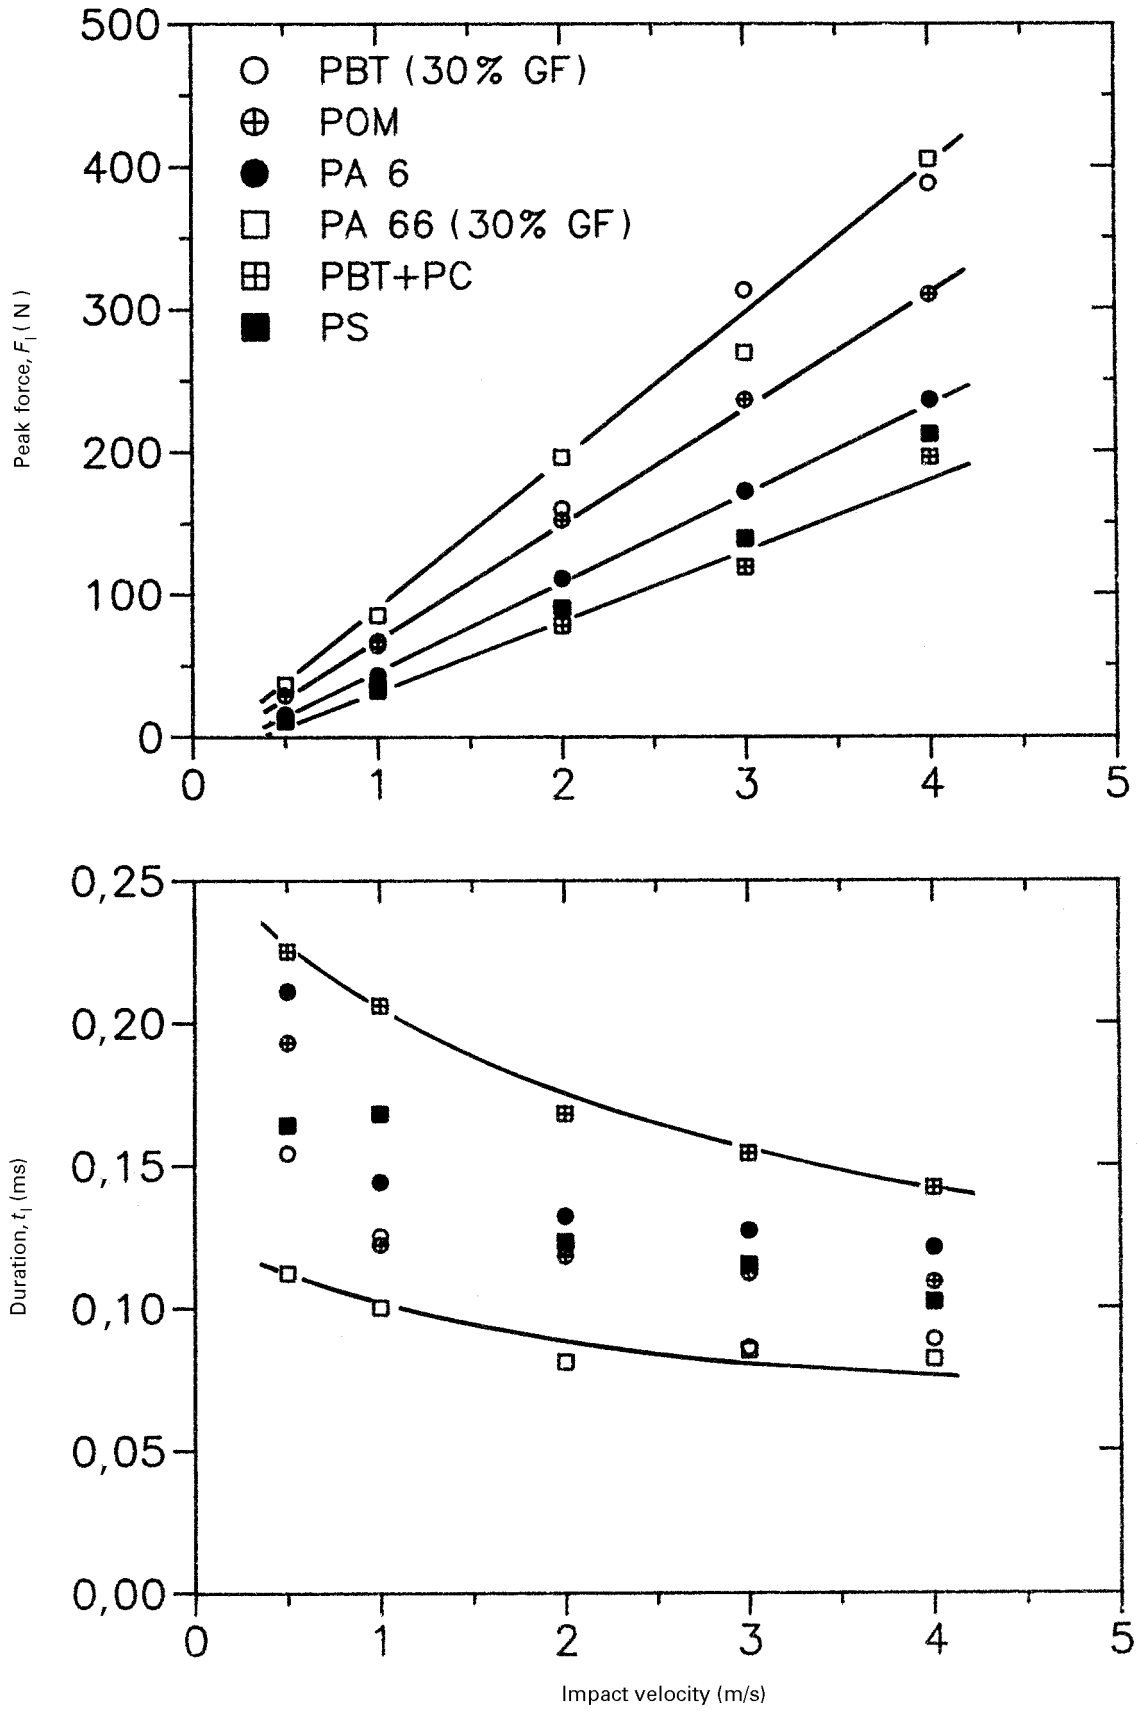 500
400
300
200
100
0
Peak force, F_I (N)
PBT (30% GF)
POM
PA 6
PA 66 (30% GF)
PBT+PC
PS
0 1 2 3 4 5
0,25
0,20
0,15
0,10
0,05
0,00
Duration, t_I (ms)
0 1 2 3 4 5
Impact velocity (m/s)